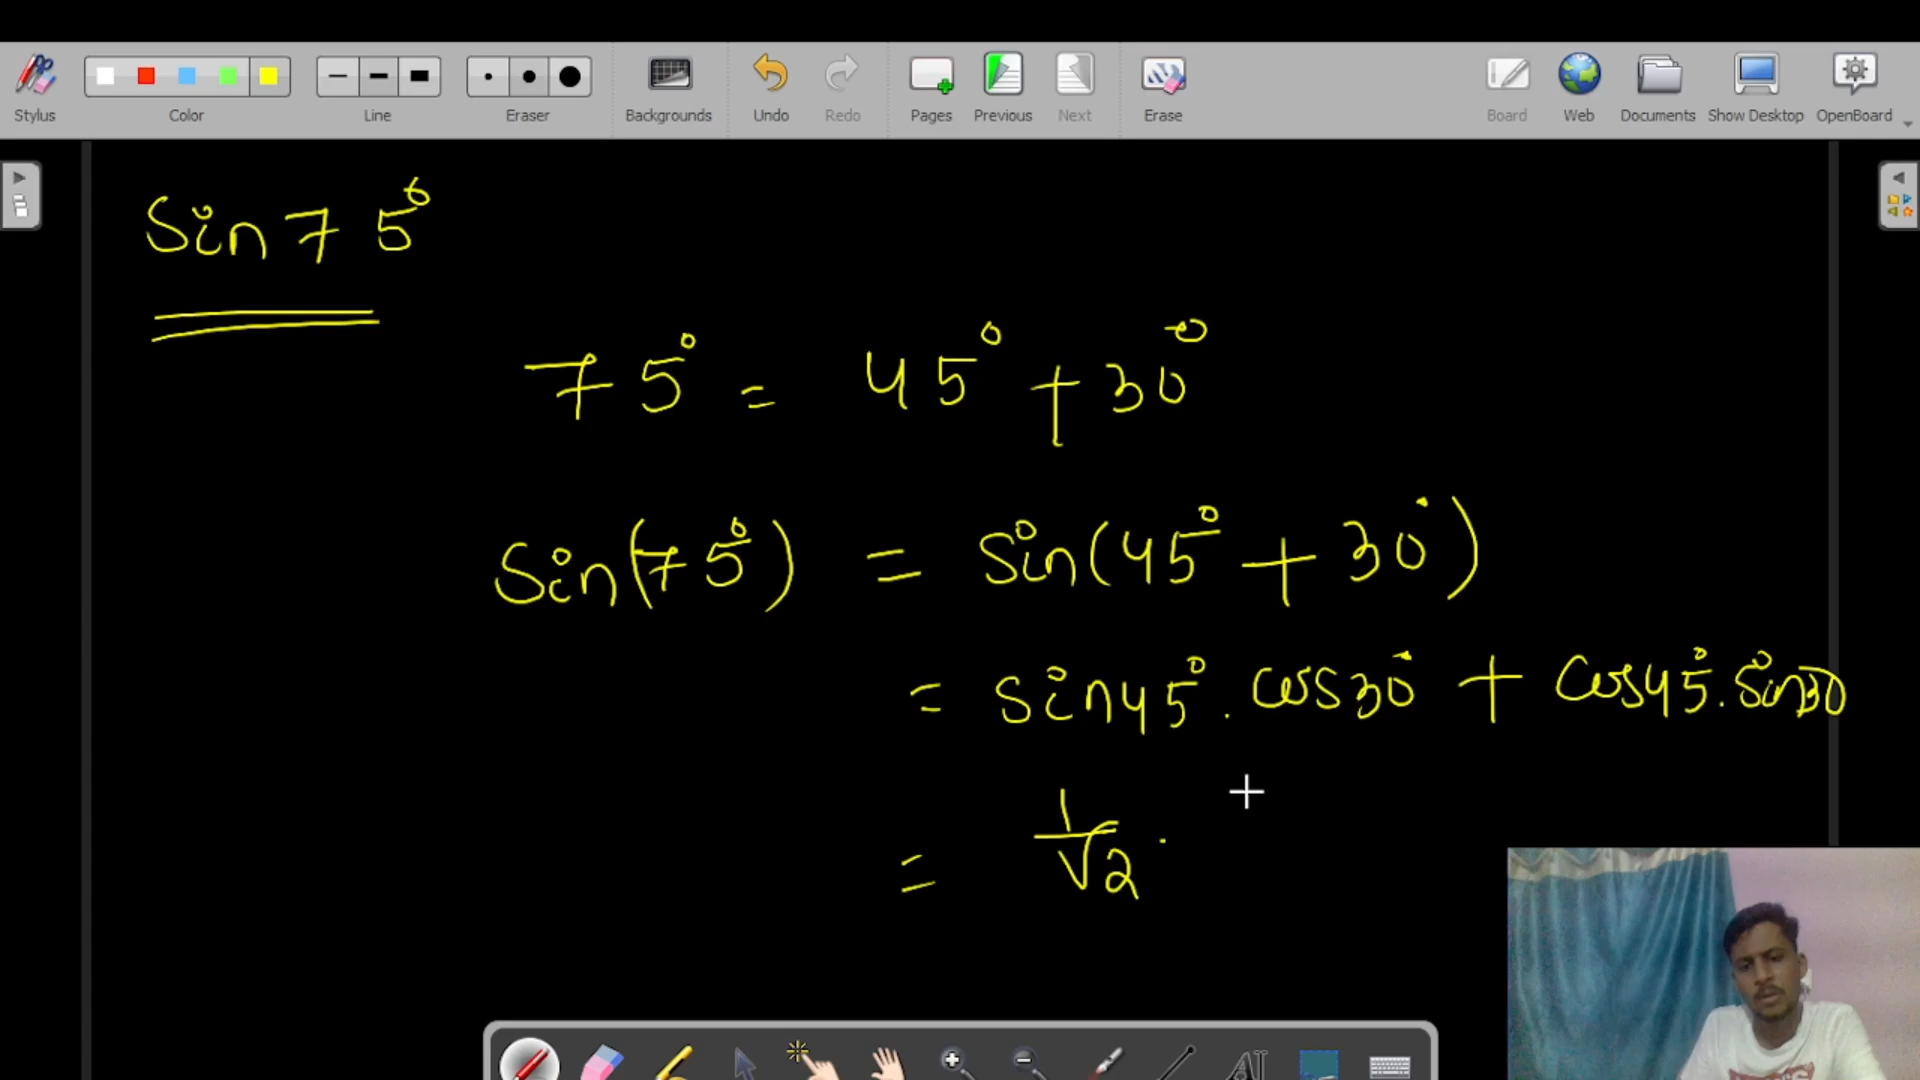 Stylus Color Line Eraser Backgrounds Undo Redo Pages Previous Next Erase Board Web Documents Show Desktop OpenBoard
Sin 75°
75° = 45° + 30°
Sin(75°) = Sin(45° + 30°)
= Sin45° . Cos30° + Cos45° . Sin30
= 1/√2 .